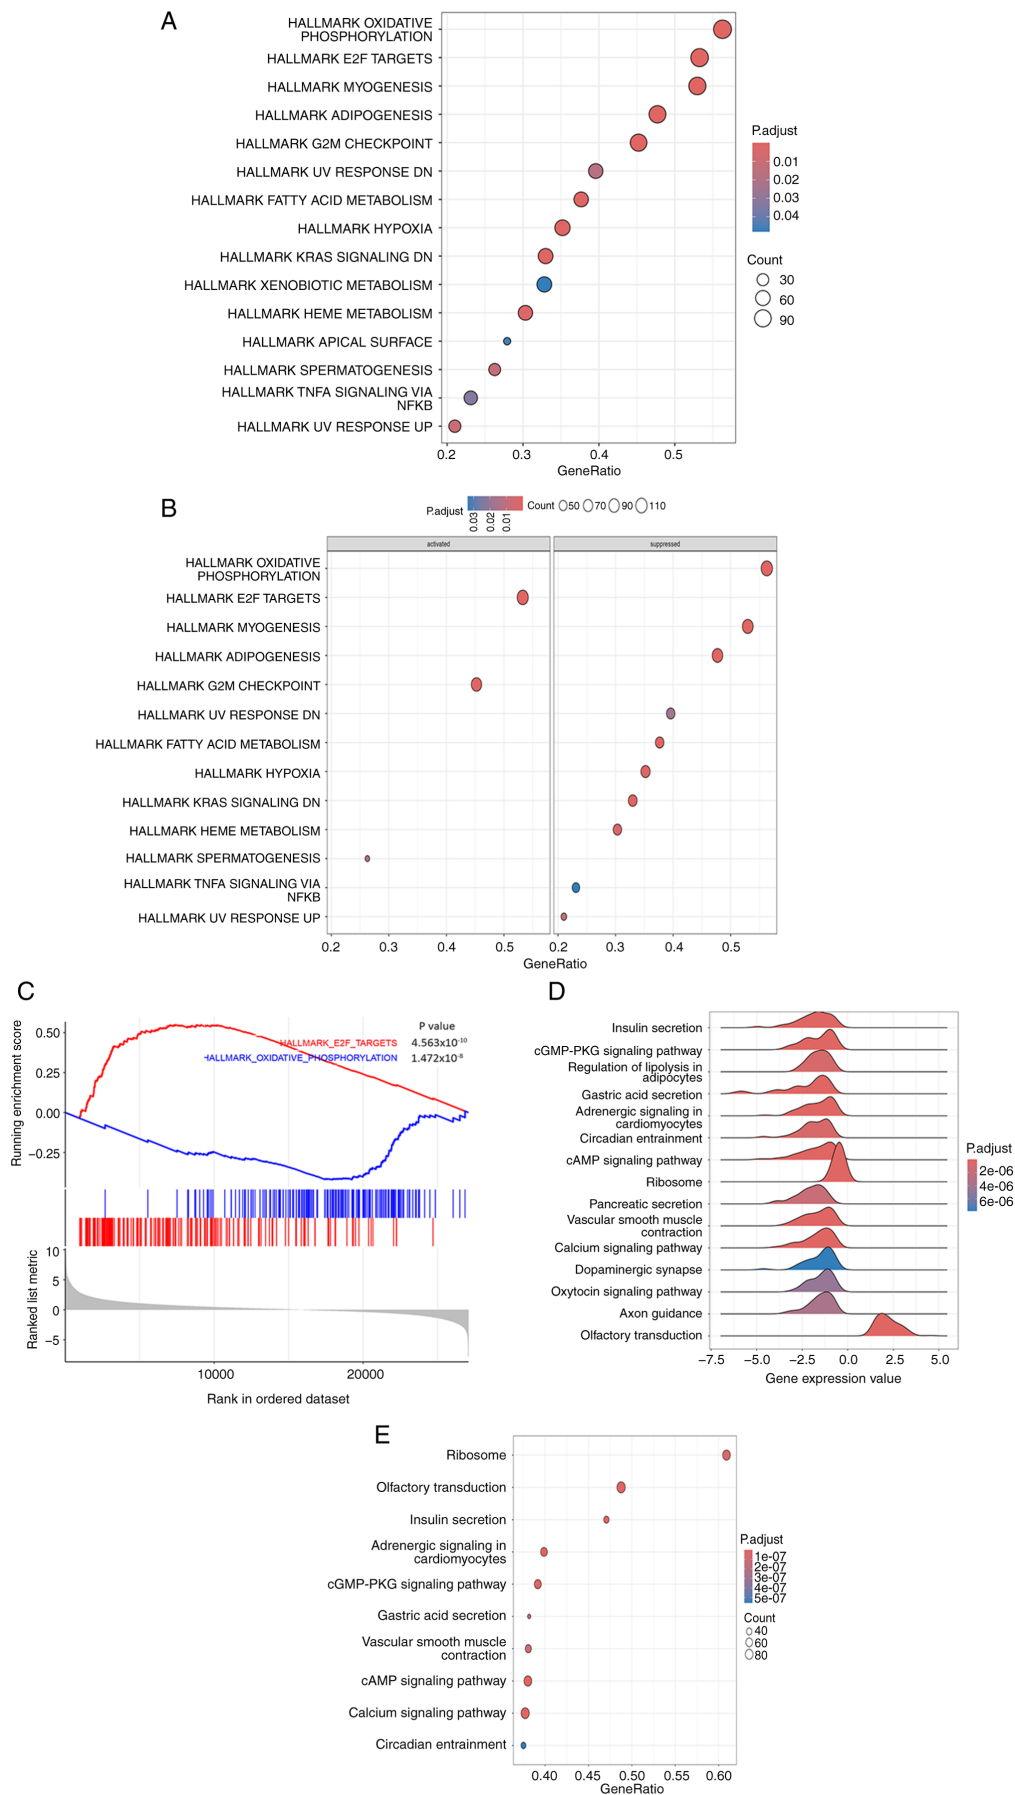 A
HALLMARK OXIDATIVE
PHOSPHORYLATION
HALLMARK E2F TARGETS
HALLMARK MYOGENESIS
HALLMARK ADIPOGENESIS
HALLMARK G2M CHECKPOINT
HALLMARK UV RESPONSE DN
HALLMARK FATTY ACID METABOLISM
HALLMARK HYPOXIA
HALLMARK KRAS SIGNALING DN
HALLMARK XENOBIOTIC METABOLISM
HALLMARK HEME METABOLISM
HALLMARK APICAL SURFACE
HALLMARK SPERMATOGENESIS
HALLMARK TNFA SIGNALING VIA
NFKB
HALLMARK UV RESPONSE UP
0.2 0.3 0.4 0.5
GeneRatio
P.adjust
0.01
0.02
0.03
0.04
Count
30
60
90
B
P.adjust
0.03 0.02 0.01
Count 50 70 90 110
activated suppressed
HALLMARK OXIDATIVE
PHOSPHORYLATION
HALLMARK E2F TARGETS
HALLMARK MYOGENESIS
HALLMARK ADIPOGENESIS
HALLMARK G2M CHECKPOINT
HALLMARK UV RESPONSE DN
HALLMARK FATTY ACID METABOLISM
HALLMARK HYPOXIA
HALLMARK KRAS SIGNALING DN
HALLMARK HEME METABOLISM
HALLMARK SPERMATOGENESIS
HALLMARK TNFA SIGNALING VIA
NFKB
HALLMARK UV RESPONSE UP
0.2 0.3 0.4 0.5 0.2 0.3 0.4 0.5
GeneRatio
C
Running enrichment score
0.50
0.25
0.00
−0.25
P value
HALLMARK_E2F_TARGETS 4.563x10-10
HALLMARK_OXIDATIVE_PHOSPHORYLATION 1.472x10-8
Ranked list metric
10
5
0
−5
10000 20000
Rank in ordered dataset
D
Insulin secretion
cGMP-PKG signaling pathway
Regulation of lipolysis in
adipocytes
Gastric acid secretion
Adrenergic signaling in
cardiomyocytes
Circadian entrainment
cAMP signaling pathway
Ribosome
Pancreatic secretion
Vascular smooth muscle
contraction
Calcium signaling pathway
Dopaminergic synapse
Oxytocin signaling pathway
Axon guidance
Olfactory transduction
−7.5 −5.0 −2.5 0.0 2.5 5.0
Gene expression value
P.adjust
2e-06
4e-06
6e-06
E
Ribosome
Olfactory transduction
Insulin secretion
Adrenergic signaling in
cardiomyocytes
cGMP-PKG signaling pathway
Gastric acid secretion
Vascular smooth muscle
contraction
cAMP signaling pathway
Calcium signaling pathway
Circadian entrainment
0.40 0.45 0.50 0.55 0.60
GeneRatio
P.adjust
1e-07
2e-07
3e-07
4e-07
5e-07
Count
40
60
80